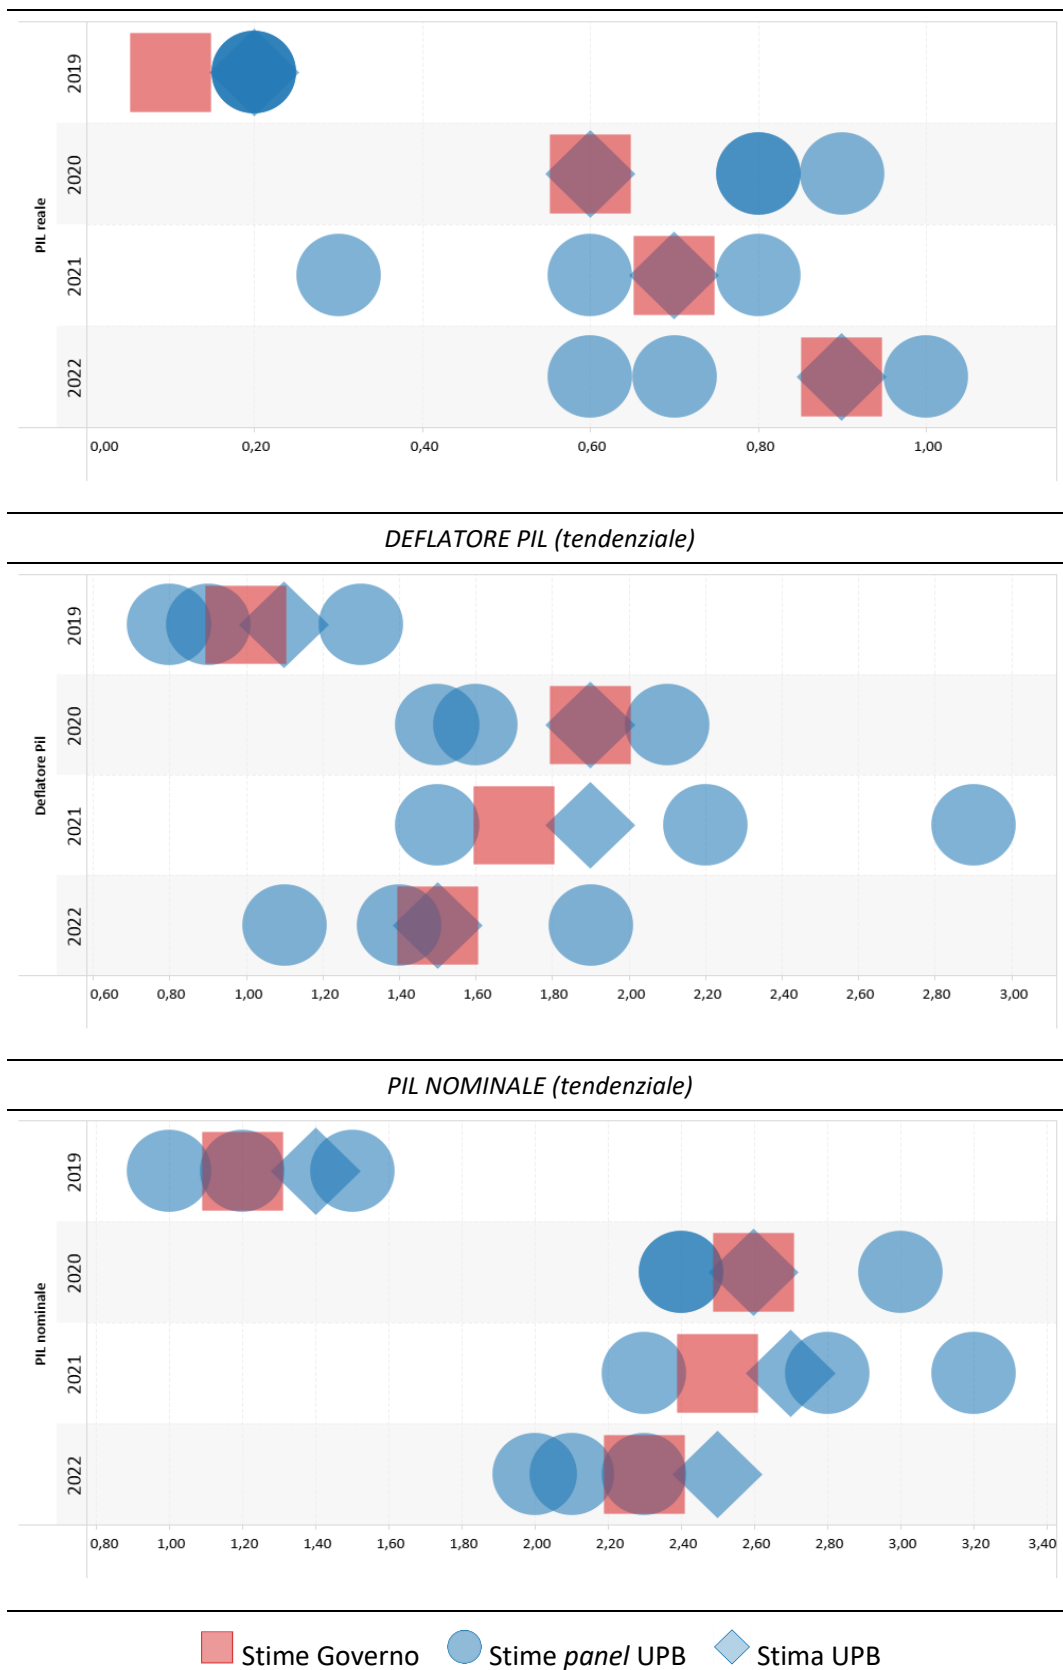 2019
2020
2021
2022
PIL reale
0,00 0,20 0,40 0,60 0,80 1,00
DEFLATORE PIL (tendenziale)
2019
2020
2021
2022
Deflatore Pil
0,60 0,80 1,00 1,20 1,40 1,60 1,80 2,00 2,20 2,40 2,60 2,80 3,00
PIL NOMINALE (tendenziale)
2019
2020
2021
2022
PIL nominale
0,80 1,00 1,20 1,40 1,60 1,80 2,00 2,20 2,40 2,60 2,80 3,00 3,20 3,40
Stime Governo Stime panel UPB Stima UPB